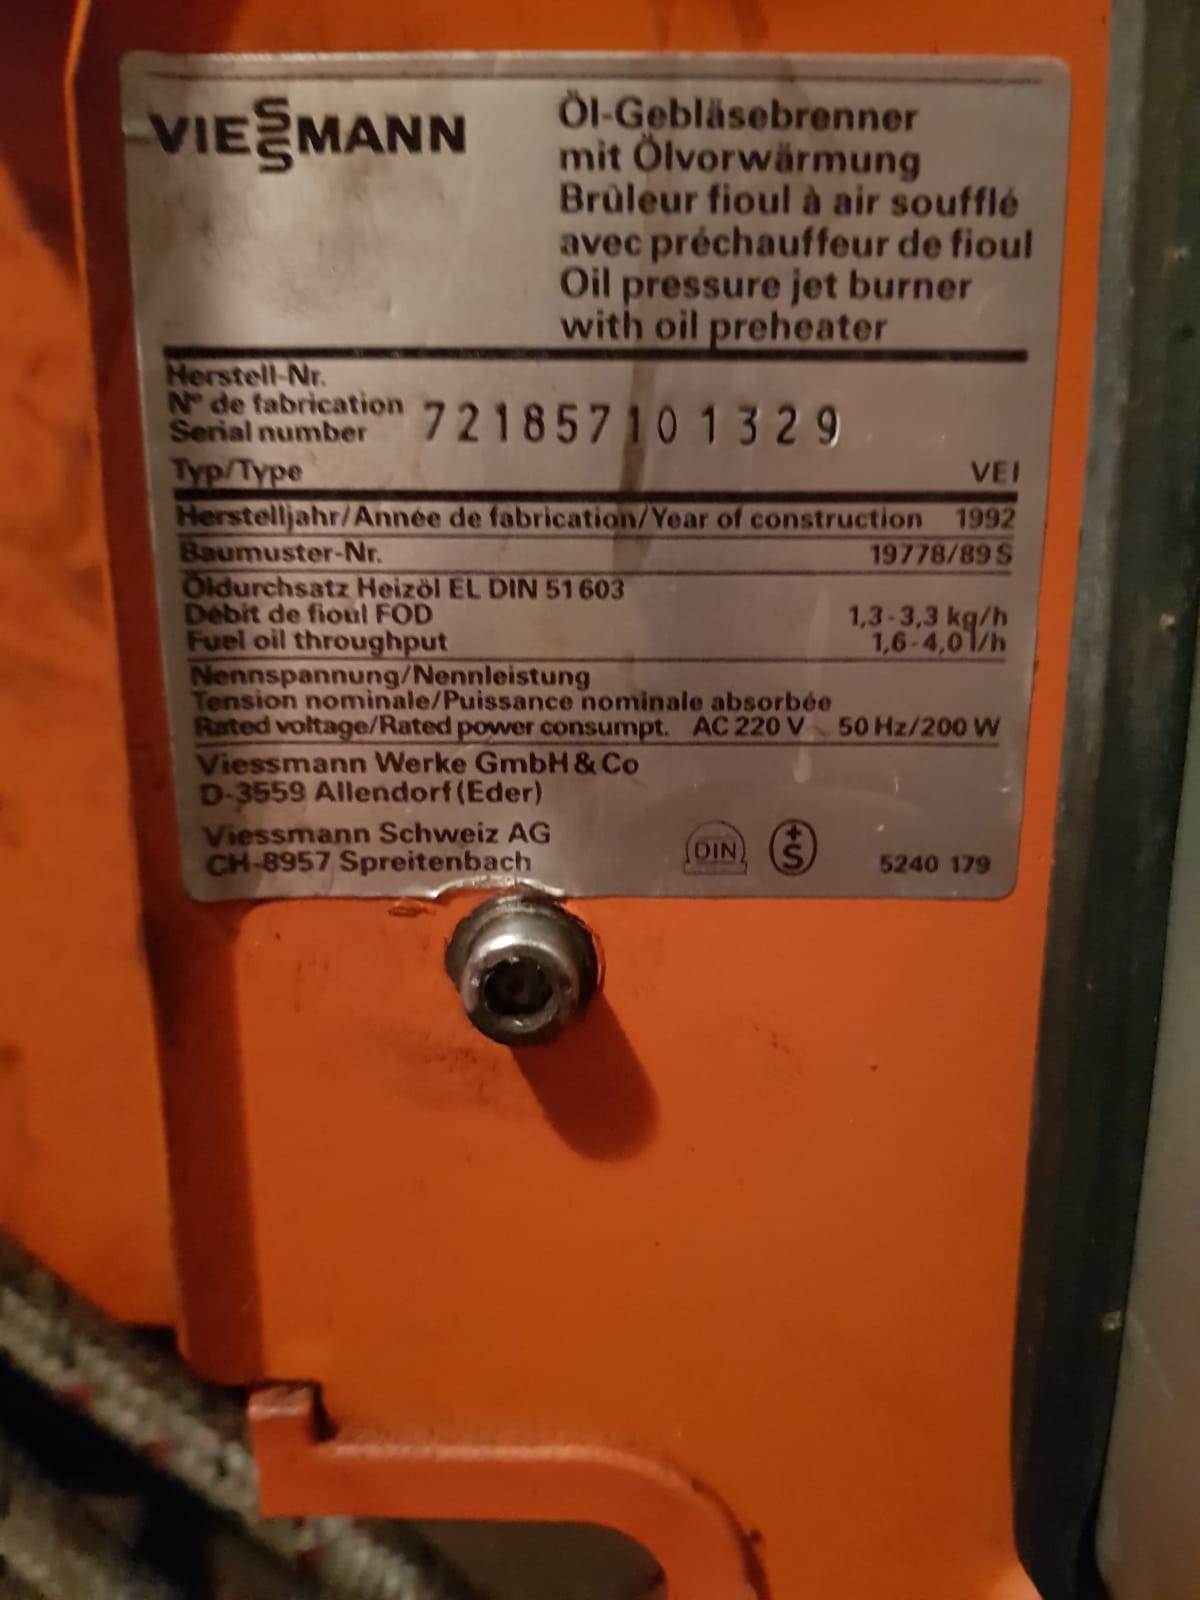 VIESSMANN
Öl-Gebläsebrenner
mit Ölvorwärmung
Brûleur fioul à air soufflé
avec préchauffeur de fioul
Oil pressure jet burner
with oil preheater
Herstell-Nr.
N° de fabrication
Serial number 721857101329
Typ/Type VEI
Herstelljahr/Année de fabrication/Year of construction 1992
Baumuster-Nr. 19778/89 S
Öldurchsatz Heizöl EL DIN 51603
Débit de fioul FOD 1,3-3,3 kg/h
Fuel oil throughput 1,6-4,0 l/h
Nennspannung/Nennleistung
Tension nominale/Puissance nominale absorbée
Rated voltage/Rated power consumpt. AC 220 V ~ 50 Hz/200 W
Viessmann Werke GmbH & Co
D-3559 Allendorf (Eder)
Viessmann Schweiz AG
CH-8957 Spreitenbach
DIN +S 5240 179